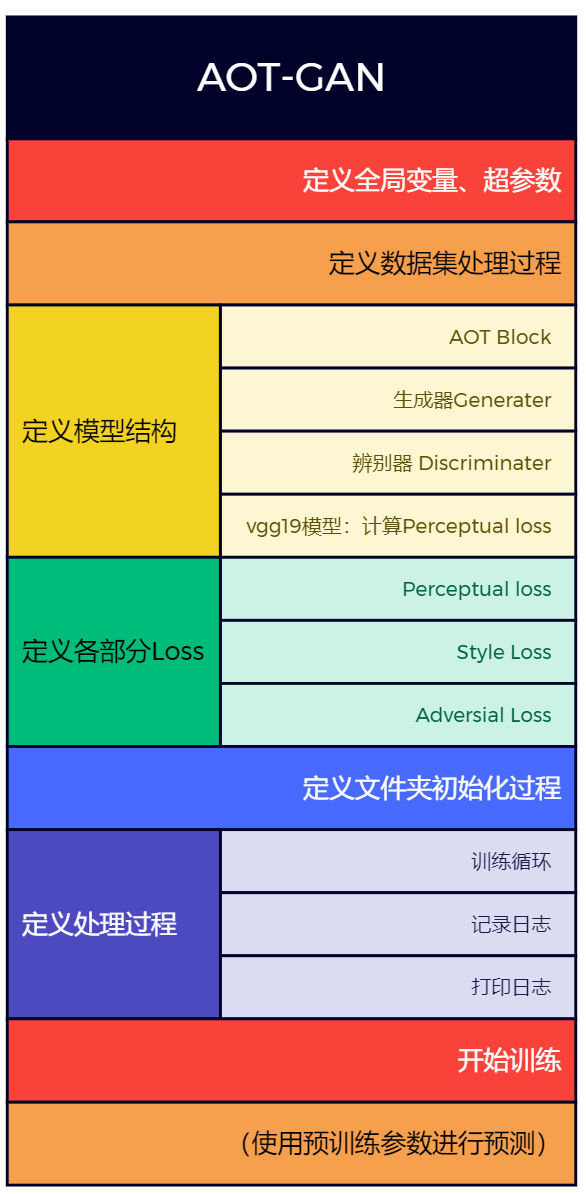 AOT-GAN
定义全局变量、超参数
定义数据集处理过程
定义模型结构
AOT Block
生成器Generater
辨别器 Discriminater
vgg19模型：计算Perceptual loss
定义各部分Loss
Perceptual loss
Style Loss
Adversial Loss
定义文件夹初始化过程
定义处理过程
训练循环
记录日志
打印日志
开始训练
（使用预训练参数进行预测）